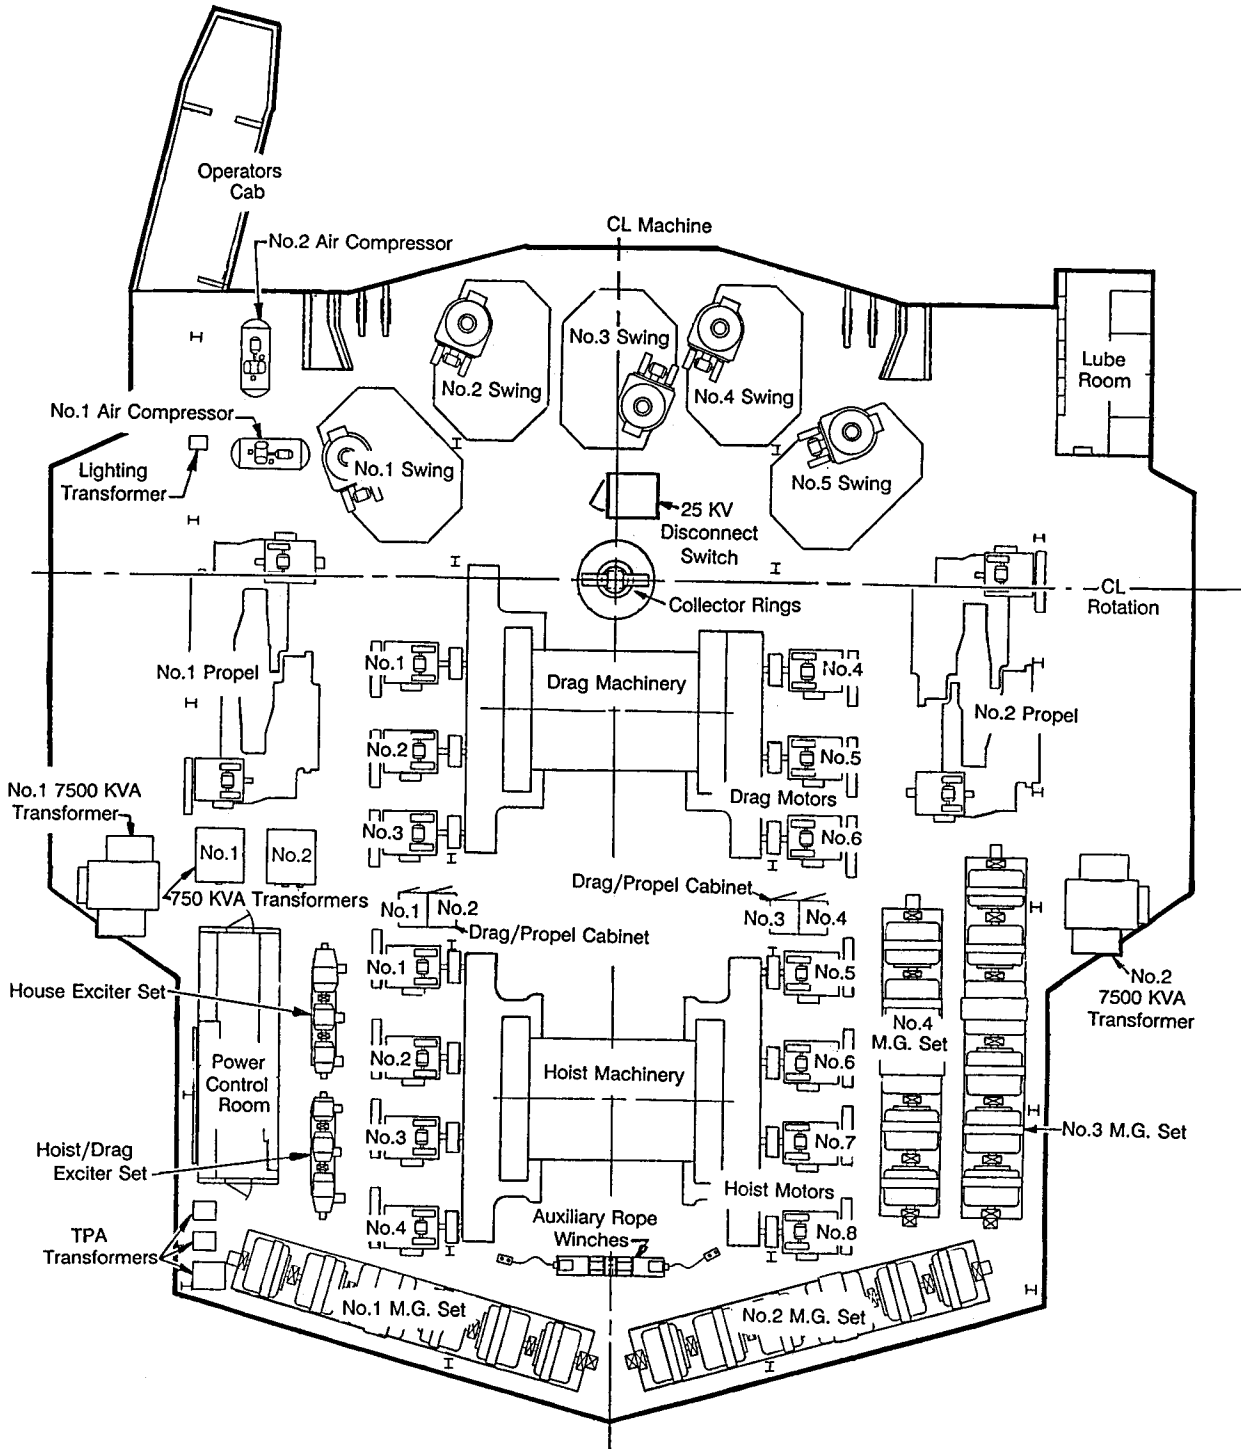 Operators
Cab
No.2 Air Compressor
CL Machine
No.3 Swing
No.2 Swing
No.4 Swing
Lube
Room
No.1 Air Compressor
No.1 Swing
No.5 Swing
Lighting
Transformer
25 KV
Disconnect
Switch
Collector Rings
CL
Rotation
No.1 Propel
No.1
No.2
No.3
Drag Machinery
No.4
No.5
Drag Motors
No.6
No.2 Propel
No.1 7500 KVA
Transformer
No.1
No.2
750 KVA Transformers
No.1
No.2
Drag/Propel Cabinet
Drag/Propel Cabinet
No.3
No.4
No.2
7500 KVA
Transformer
House Exciter Set
Power
Control
Room
Hoist/Drag
Exciter Set
No.1
No.2
No.3
No.4
Hoist Machinery
No.5
No.6
No.7
Hoist Motors
No.8
No.4
M.G. Set
No.3 M.G. Set
TPA
Transformers
Auxiliary Rope
Winches
No.1 M.G. Set
No.2 M.G. Set